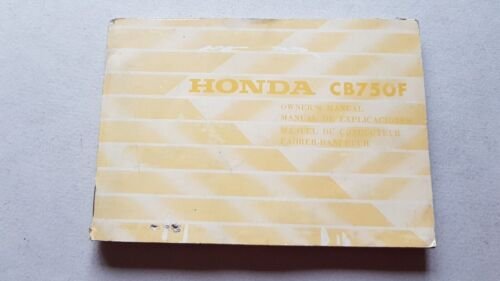 HONDA CB750F
OWNER'S MANUAL
MANUAL DE EXPLICACIONES
MANUEL DU CONDUCTEUR
FAHRER-HANDBUCH